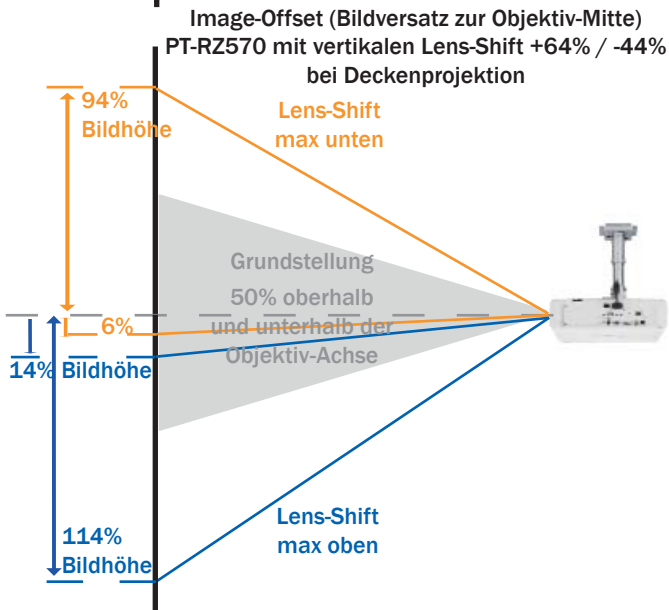 Image-Offset (Bildversatz zur Objektiv-Mitte)
PT-RZ570 mit vertikalen Lens-Shift +64% / -44%
bei Deckenprojektion
94%
Bildhöhe
Lens-Shift
max unten
Grundstellung
50% oberhalb
und unterhalb der
Objektiv-Achse
6%
14% Bildhöhe
114%
Bildhöhe
Lens-Shift
max oben